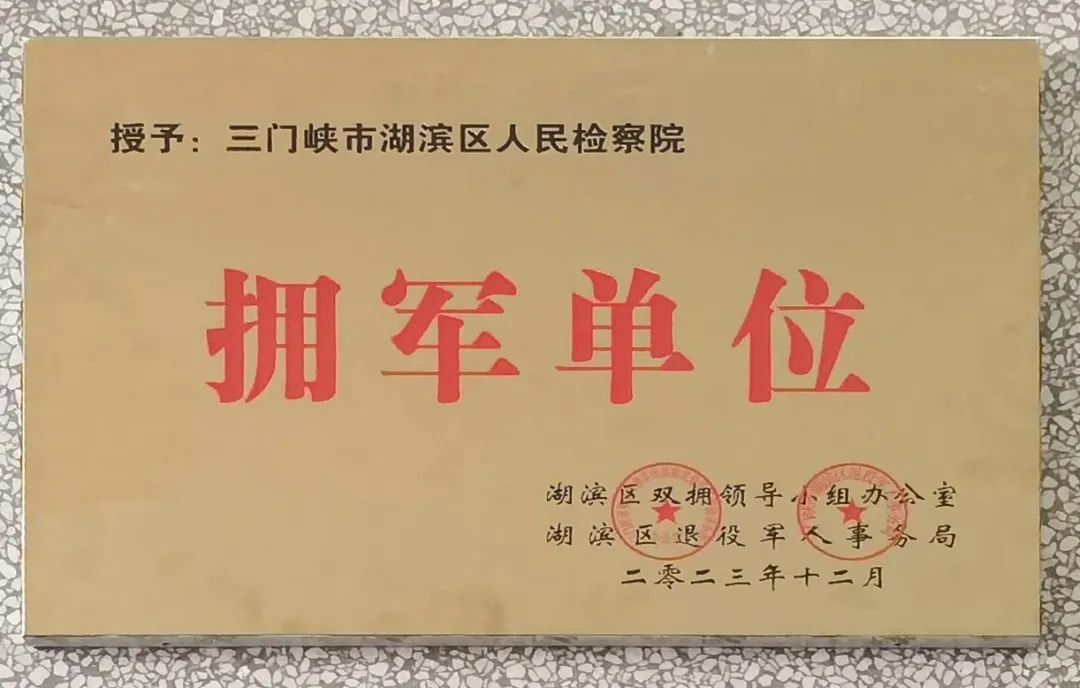 授予：三门峡市湖滨区人民检察院
拥军单位
湖滨区双拥领导小组办公室
湖滨区退役军人事务局
二零二三年十二月